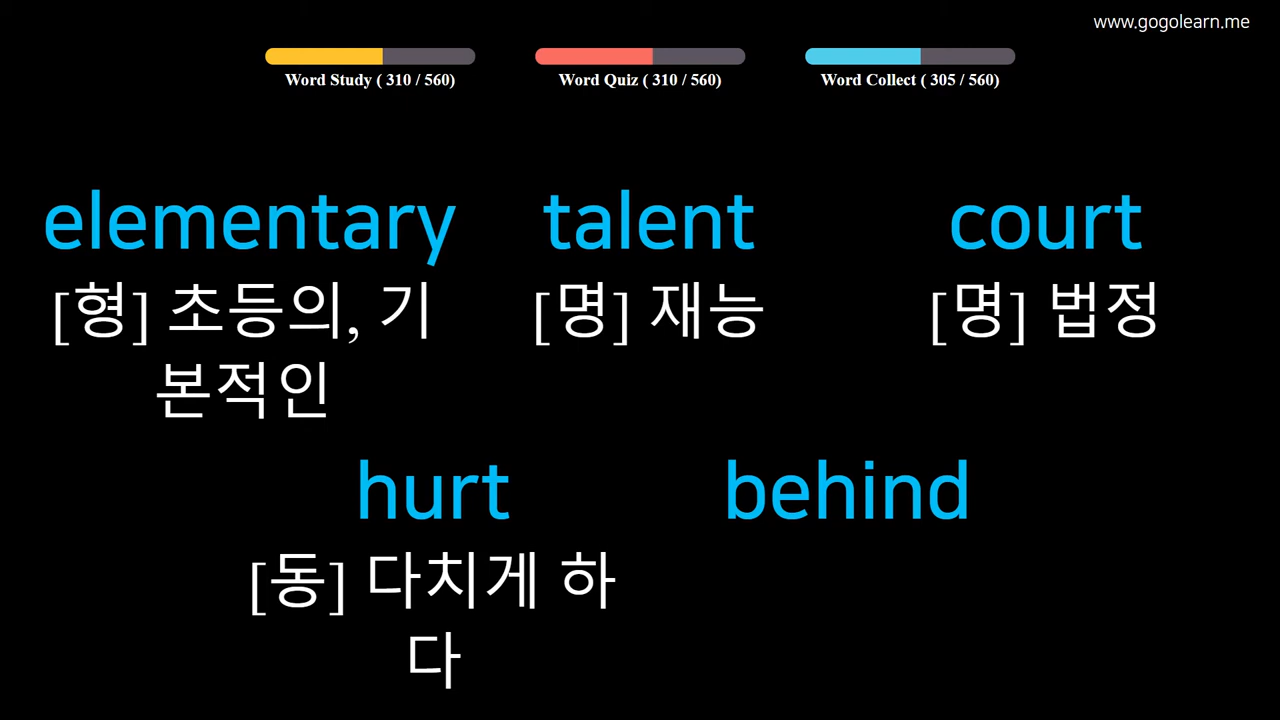 www.gogolearn.me
Word Study ( 310 / 560)
Word Quiz ( 310 / 560)
Word Collect ( 305 / 560)
elementary
[형] 초등의, 기
본적인
talent
[명] 재능
court
[명] 법정
hurt
[동] 다치게 하
다
behind